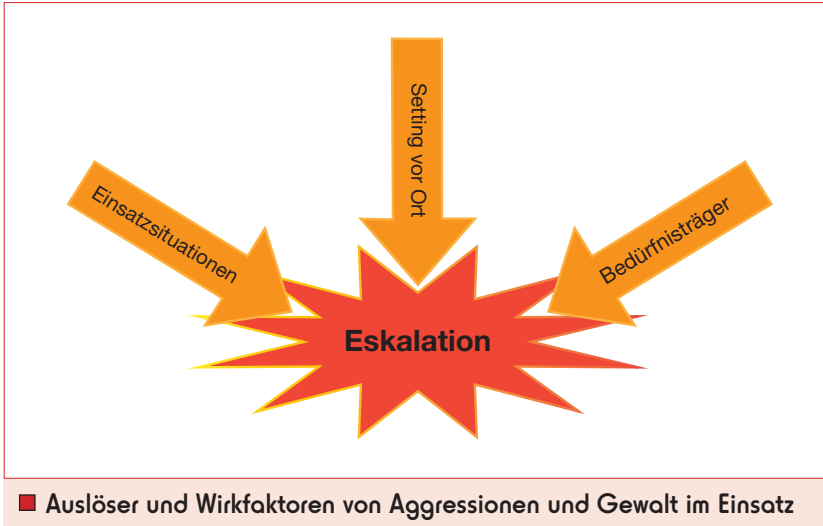 Einsatzsituationen
Setting vor Ort
Bedürfnisträger
Eskalation
Auslöser und Wirkfaktoren von Aggressionen und Gewalt im Einsatz